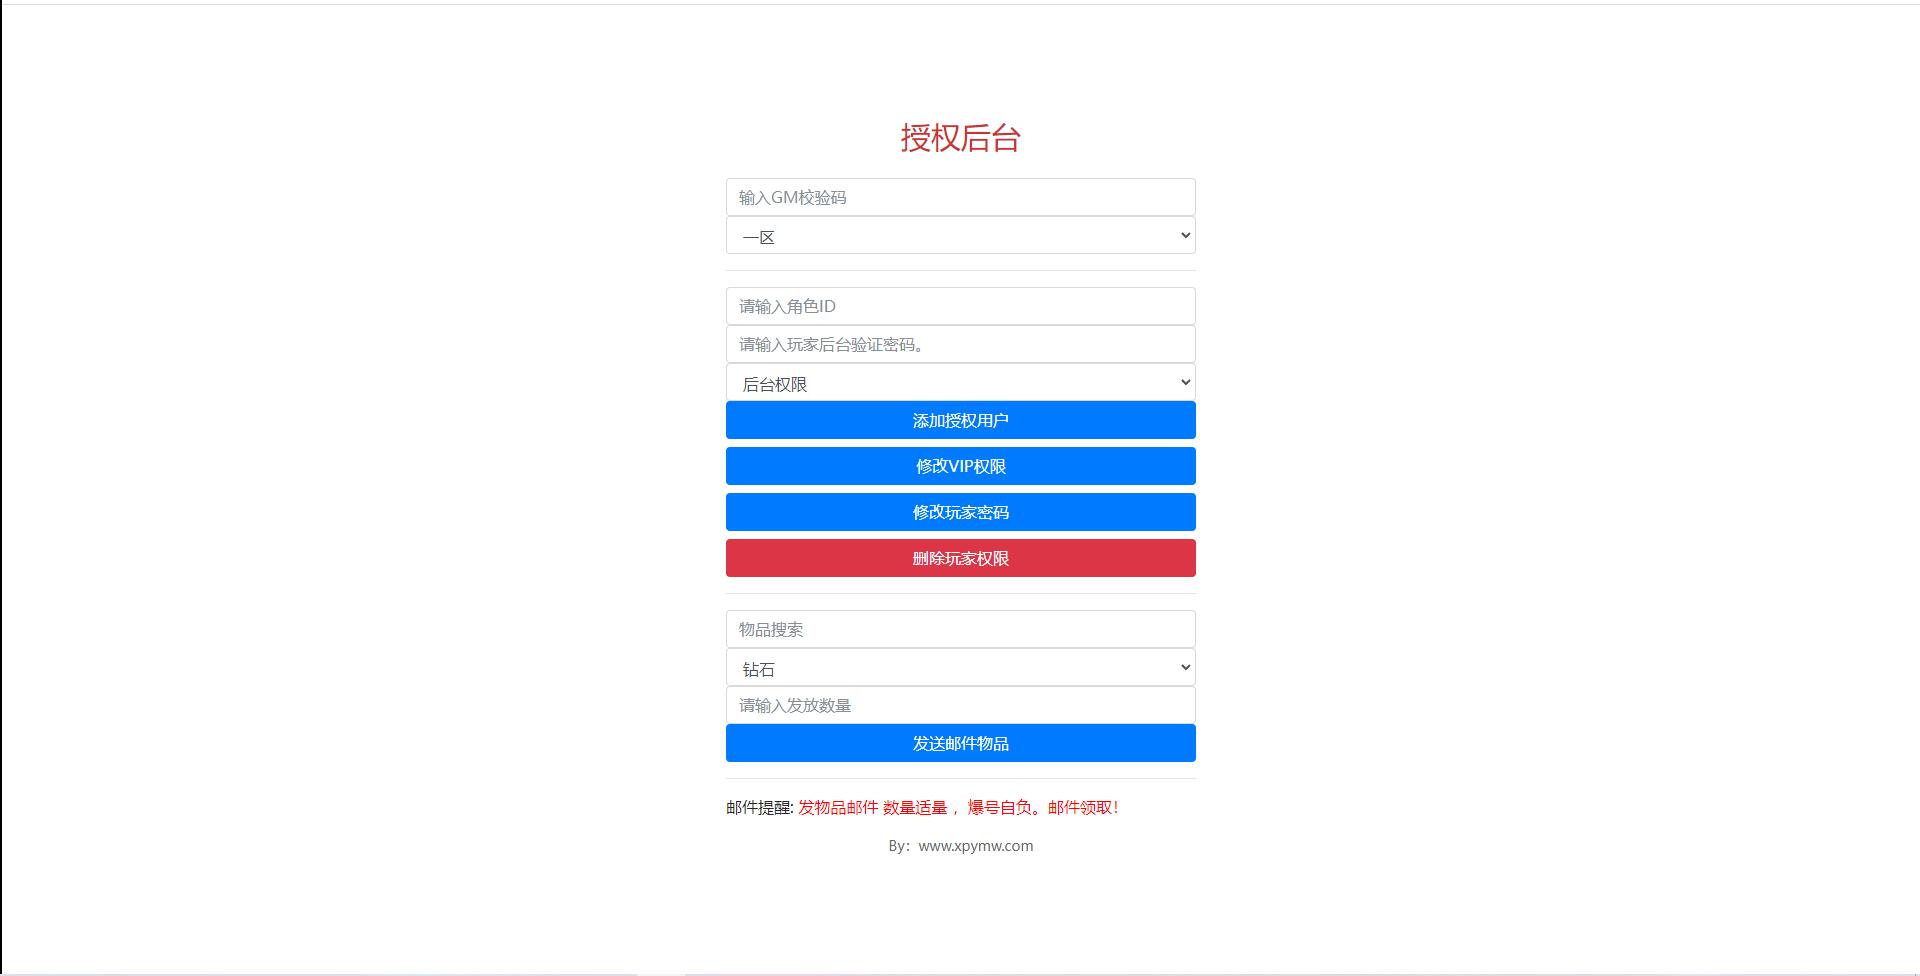 授权后台
输入GM校验码
一区
请输入角色ID
请输入玩家后台验证密码。
后台权限
添加授权用户
修改VIP权限
修改玩家密码
删除玩家权限
物品搜索
钻石
请输入发放数量
发送邮件物品
邮件提醒: 发物品邮件 数量适量 ，爆号自负。邮件领取！
By：www.xpymw.com